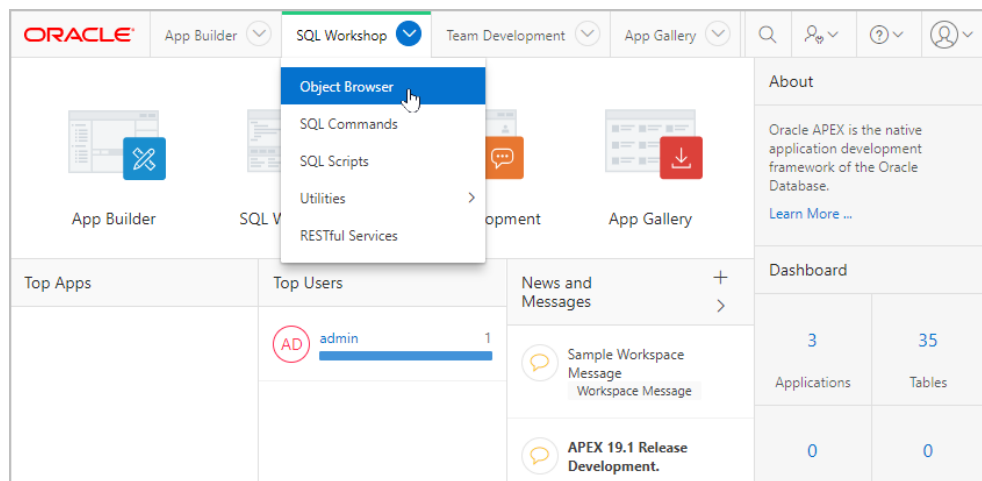 ORACLE
App Builder
SQL Workshop
Team Development
App Gallery
Object Browser
SQL Commands
SQL Scripts
Utilities
RESTful Services
App Builder
SQL W
opment
App Gallery
About
Oracle APEX is the native
application development
framework of the Oracle
Database.
Learn More ...
Top Apps
Top Users
AD
admin
1
News and
Messages
Sample Workspace
Message
Workspace Message
APEX 19.1 Release
Development.
Dashboard
3
35
Applications
Tables
0
0